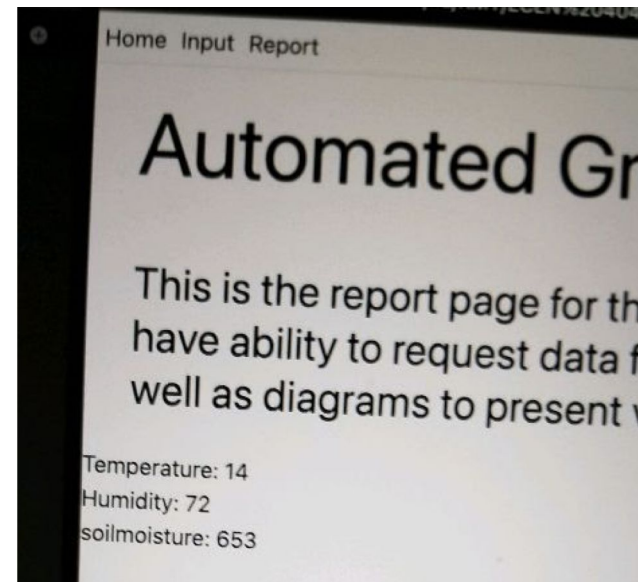 Home Input Report
Automated Gr
This is the report page for th
have ability to request data f
well as diagrams to present
Temperature: 14
Humidity: 72
soilmoisture: 653